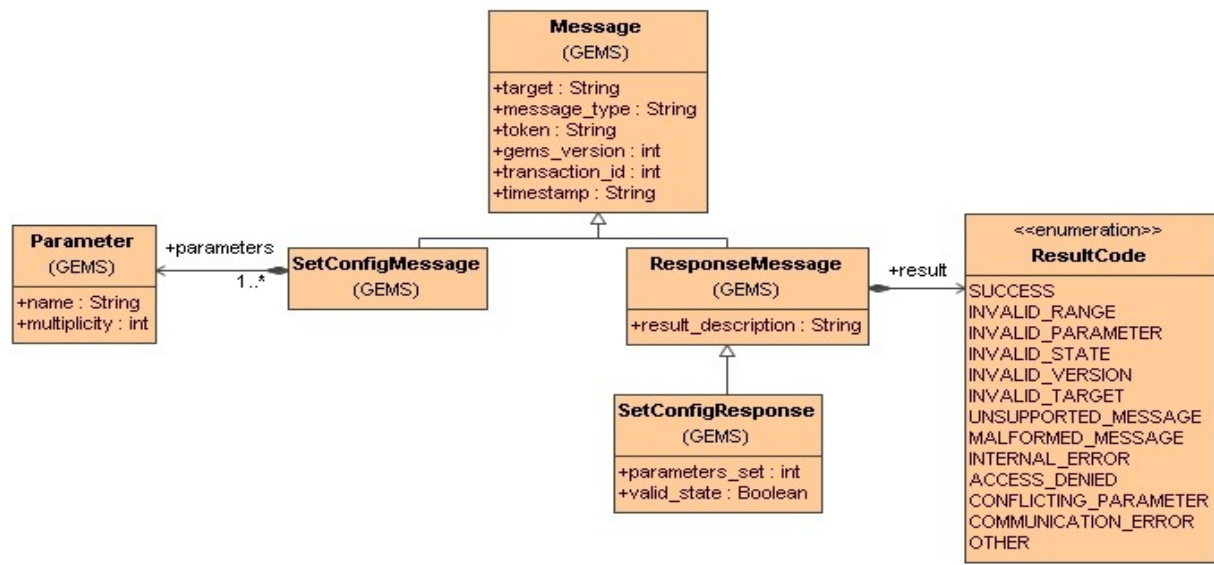 Message
(GEMS)
+target : String
+message_type : String
+token : String
+gems_version : int
+transaction_id : int
+timestamp : String
Parameter
(GEMS)
+name : String
+multiplicity : int
+parameters
1..*
SetConfigMessage
(GEMS)
ResponseMessage
(GEMS)
+result_description : String
+result
SetConfigResponse
(GEMS)
+parameters_set : int
+valid_state : Boolean
<<enumeration>>
ResultCode
SUCCESS
INVALID_RANGE
INVALID_PARAMETER
INVALID_STATE
INVALID_VERSION
INVALID_TARGET
UNSUPPORTED_MESSAGE
MALFORMED_MESSAGE
INTERNAL_ERROR
ACCESS_DENIED
CONFLICTING_PARAMETER
COMMUNICATION_ERROR
OTHER